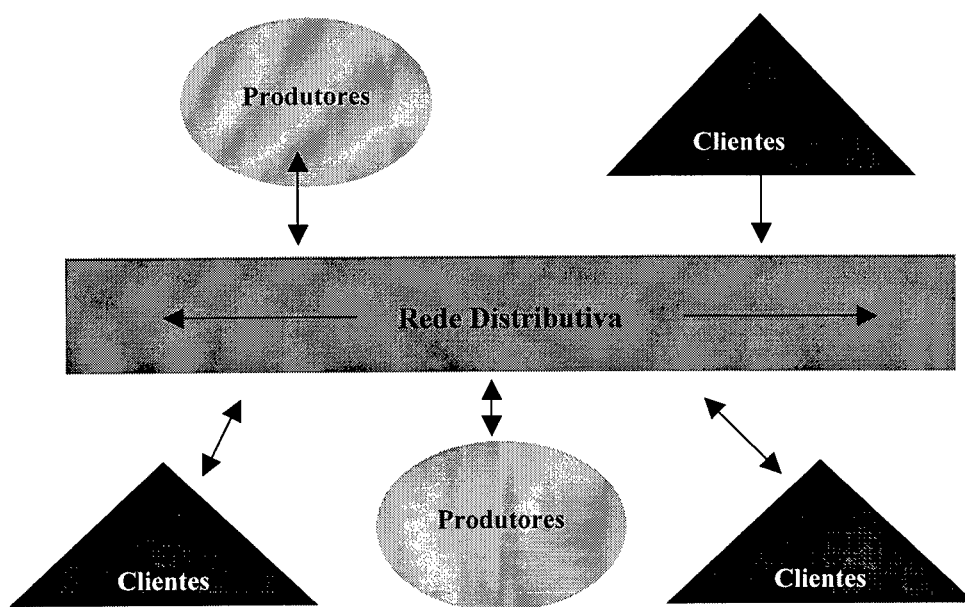 Produtores
Clientes
Rede Distributiva
Clientes
Produtores
Clientes